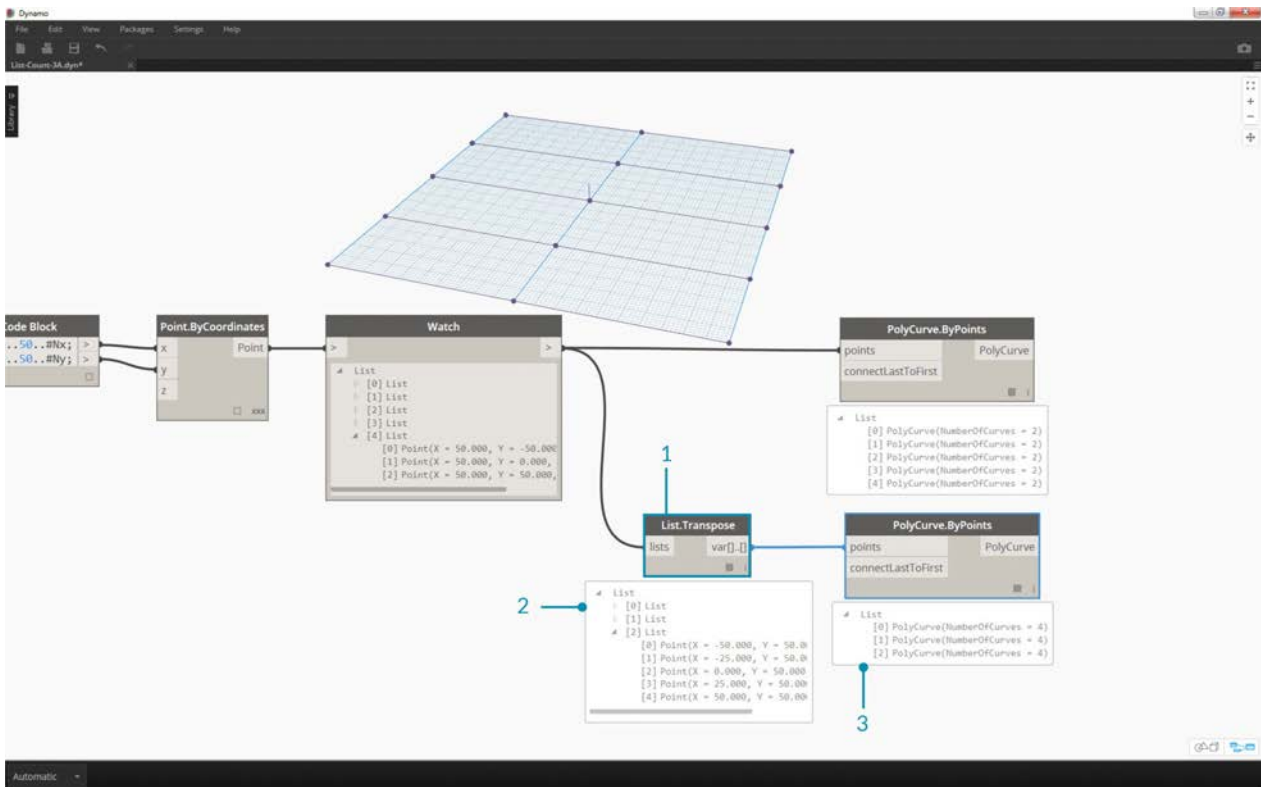 Dynamo
File Edit View Packages Settings Help
List-Count-3A.dyn* X
Library
Code Block
..50..#Nx; >
..50..#Ny; >
Point.ByCoordinates
x Point
y
z
xxx
Watch
> >
List
[0] List
[1] List
[2] List
[3] List
[4] List
[0] Point(X = 50.000, Y = -50.000
[1] Point(X = 50.000, Y = 0.000,
[2] Point(X = 50.000, Y = 50.000,
PolyCurve.ByPoints
points PolyCurve
connectLastToFirst
List
[0] PolyCurve(NumberOfCurves = 2)
[1] PolyCurve(NumberOfCurves = 2)
[2] PolyCurve(NumberOfCurves = 2)
[3] PolyCurve(NumberOfCurves = 2)
[4] PolyCurve(NumberOfCurves = 2)
1
List.Transpose
lists var[]..[]
2
List
[0] List
[1] List
[2] List
[0] Point(X = -50.000, Y = 50.0
[1] Point(X = -25.000, Y = 50.0
[2] Point(X = 0.000, Y = 50.000
[3] Point(X = 25.000, Y = 50.00
[4] Point(X = 50.000, Y = 50.00
PolyCurve.ByPoints
points PolyCurve
connectLastToFirst
List
[0] PolyCurve(NumberOfCurves = 4)
[1] PolyCurve(NumberOfCurves = 4)
[2] PolyCurve(NumberOfCurves = 4)
3
Automatic